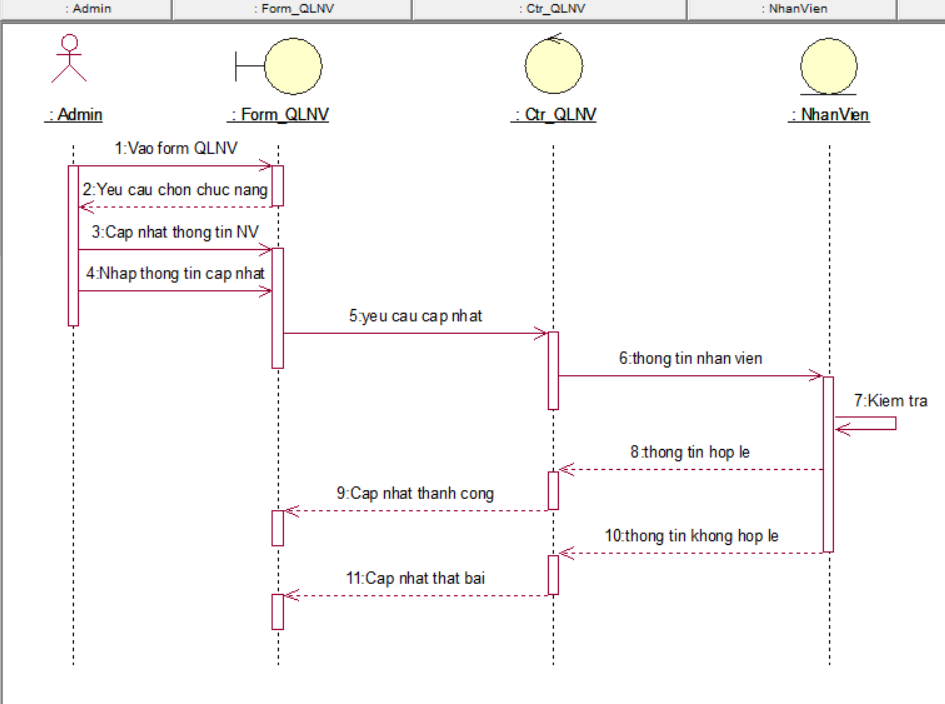 : Admin
: Form_QLNV
: Ctr_QLNV
: NhanVien
: Admin
: Form_QLNV
: Ctr_QLNV
: NhanVien
1:Vao form QLNV
2:Yeu cau chon chuc nang
3:Cap nhat thong tin NV
4:Nhap thong tin cap nhat
5:yeu cau cap nhat
6:thong tin nhan vien
7:Kiem tra
8:thong tin hop le
9:Cap nhat thanh cong
10:thong tin khong hop le
11:Cap nhat that bai